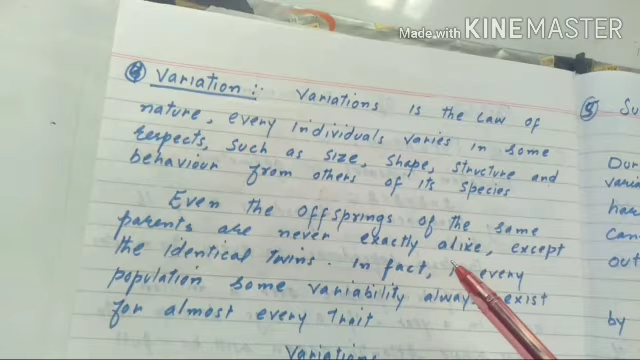 Made with KINEMASTER
④ Variation :- Variations is the law of
nature, every individuals varies in some
respects, such as size, shape, structure and
behaviour from others of its species
Even the offsprings of the same
parents are never exactly alike, except
the identical twins. In fact, every
population some variability always exist
for almost every trait
Variations
⑤ Su
Dur
varia
har
can
out
by